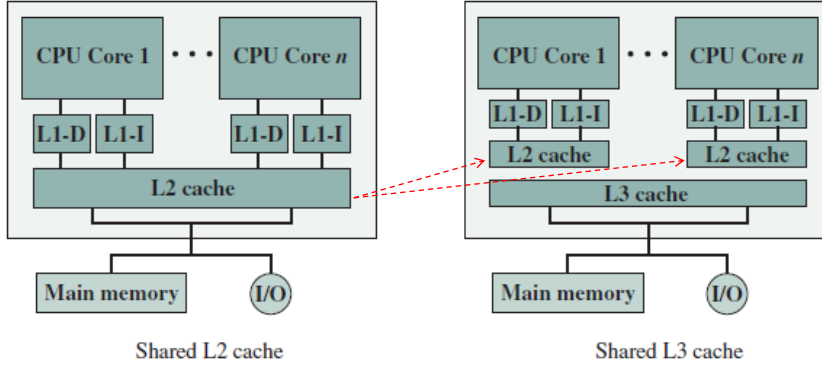 CPU Core 1 • • • CPU Core n
L1-D L1-I L1-D L1-I
L2 cache
Main memory I/O
Shared L2 cache
CPU Core 1 • • • CPU Core n
L1-D L1-I L1-D L1-I
L2 cache L2 cache
L3 cache
Main memory I/O
Shared L3 cache